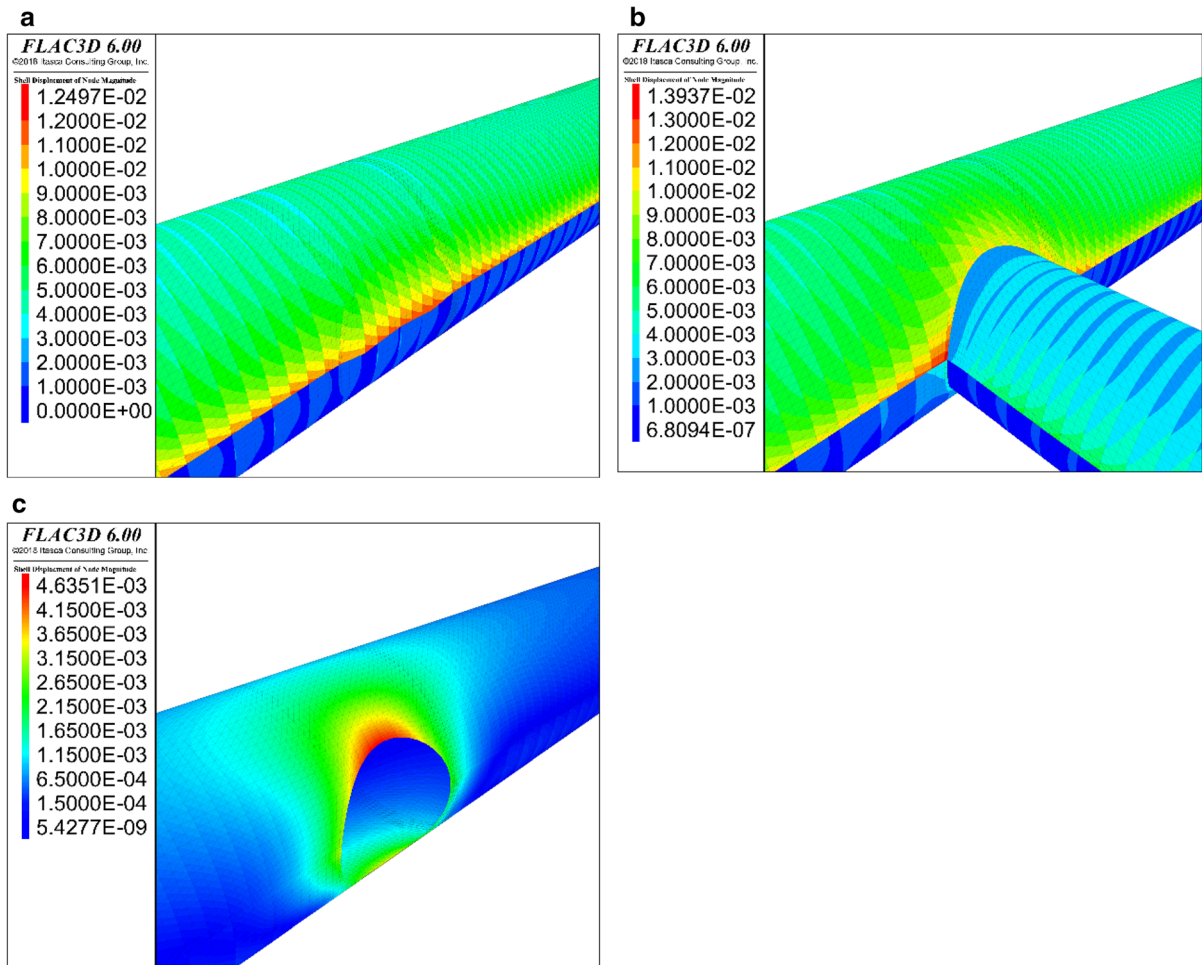 a
FLAC3D 6.00
©2018 Itasca Consulting Group, Inc.
Shell Displacement of Node Magnitude
1.2497E-02
1.2000E-02
1.0000E-02
9.0000E-03
8.0000E-03
7.0000E-03
6.0000E-03
5.0000E-03
4.0000E-03
3.0000E-03
2.0000E-03
1.0000E-03
0.0000E+00
b
FLAC3D 6.00
©2018 Itasca Consulting Group, Inc.
Shell Displacement of Node Magnitude
1.3937E-02
1.3000E-02
1.2000E-02
1.1000E-02
1.0000E-02
9.0000E-03
8.0000E-03
7.0000E-03
6.0000E-03
5.0000E-03
4.0000E-03
3.0000E-03
2.0000E-03
1.0000E-03
6.8094E-07
c
FLAC3D 6.00
©2018 Itasca Consulting Group, Inc.
Shell Displacement of Node Magnitude
4.6351E-03
4.1500E-03
3.6500E-03
3.1500E-03
2.6500E-03
2.1500E-03
1.6500E-03
1.1500E-03
6.5000E-04
1.5000E-04
5.4277E-09